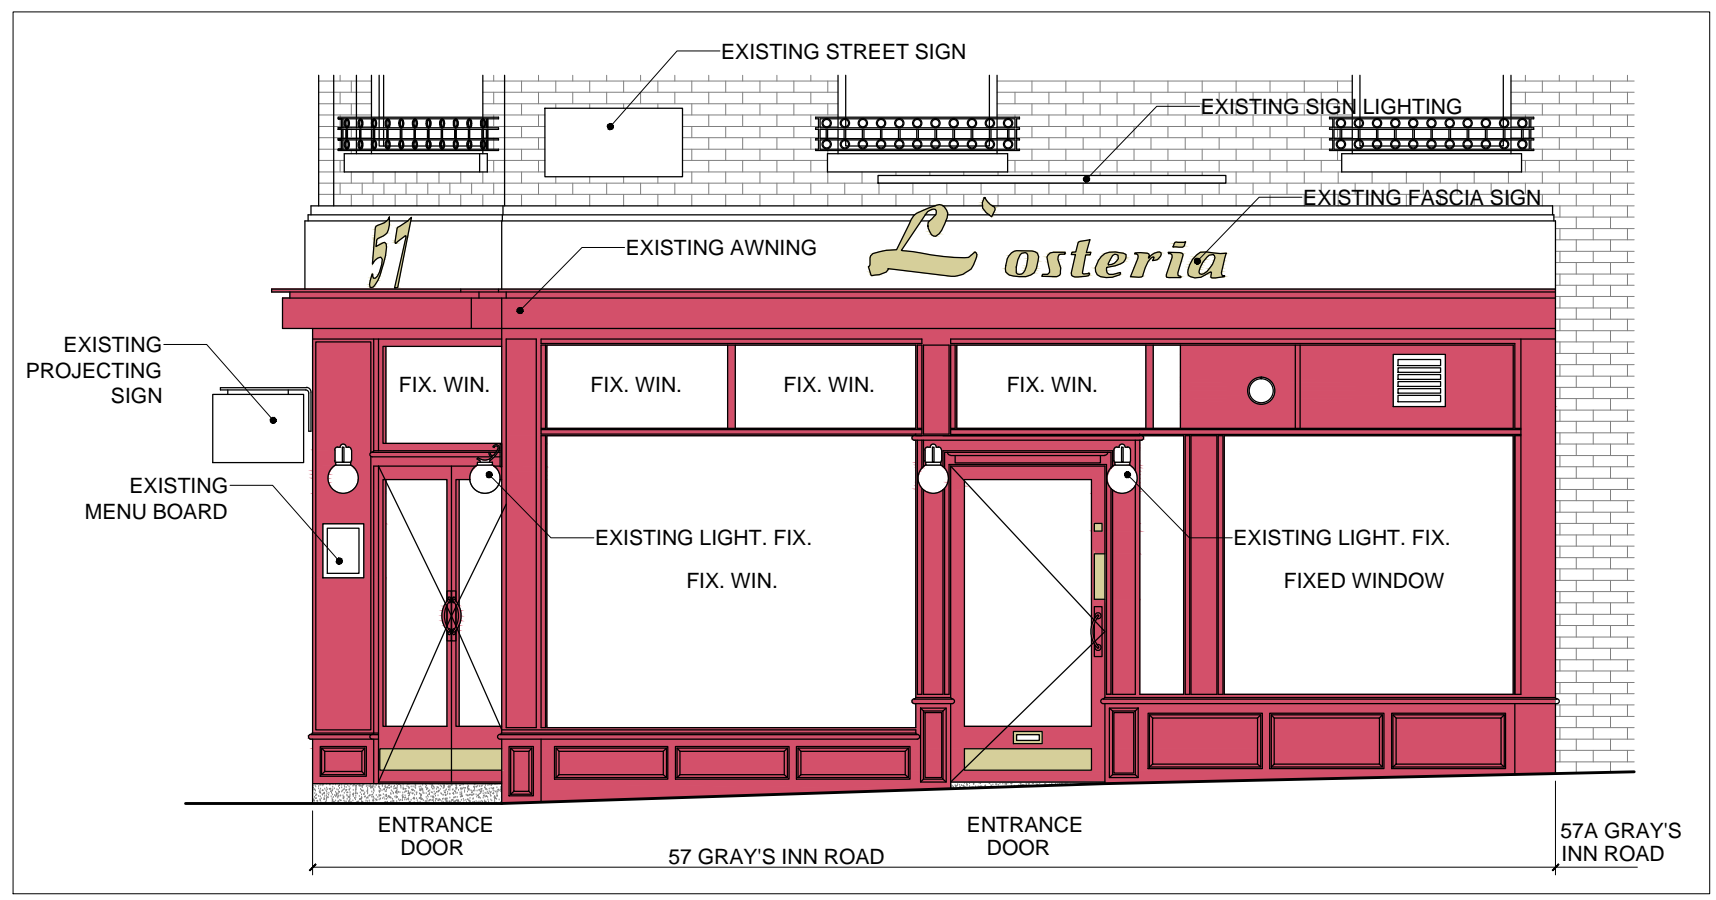 EXISTING STREET SIGN
EXISTING SIGN LIGHTING
EXISTING FASCIA SIGN
57
L'osteria
EXISTING AWNING
EXISTING
PROJECTING
SIGN
FIX. WIN.
FIX. WIN.
FIX. WIN.
FIX. WIN.
EXISTING
MENU BOARD
EXISTING LIGHT. FIX.
EXISTING LIGHT. FIX.
FIX. WIN.
FIXED WINDOW
ENTRANCE
DOOR
ENTRANCE
DOOR
57 GRAY'S INN ROAD
57A GRAY'S
INN ROAD